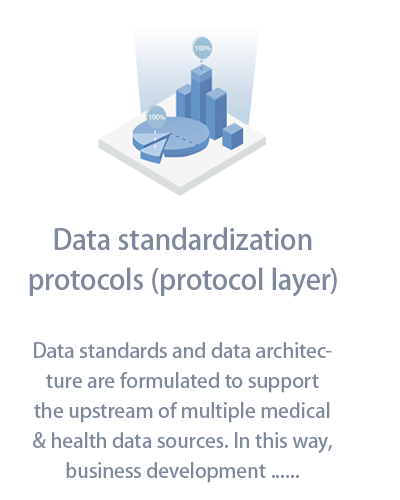 100%
100%
Data standardization
protocols (protocol layer)
Data standards and data architec-
ture are formulated to support
the upstream of multiple medical
& health data sources. In this way,
business development ......